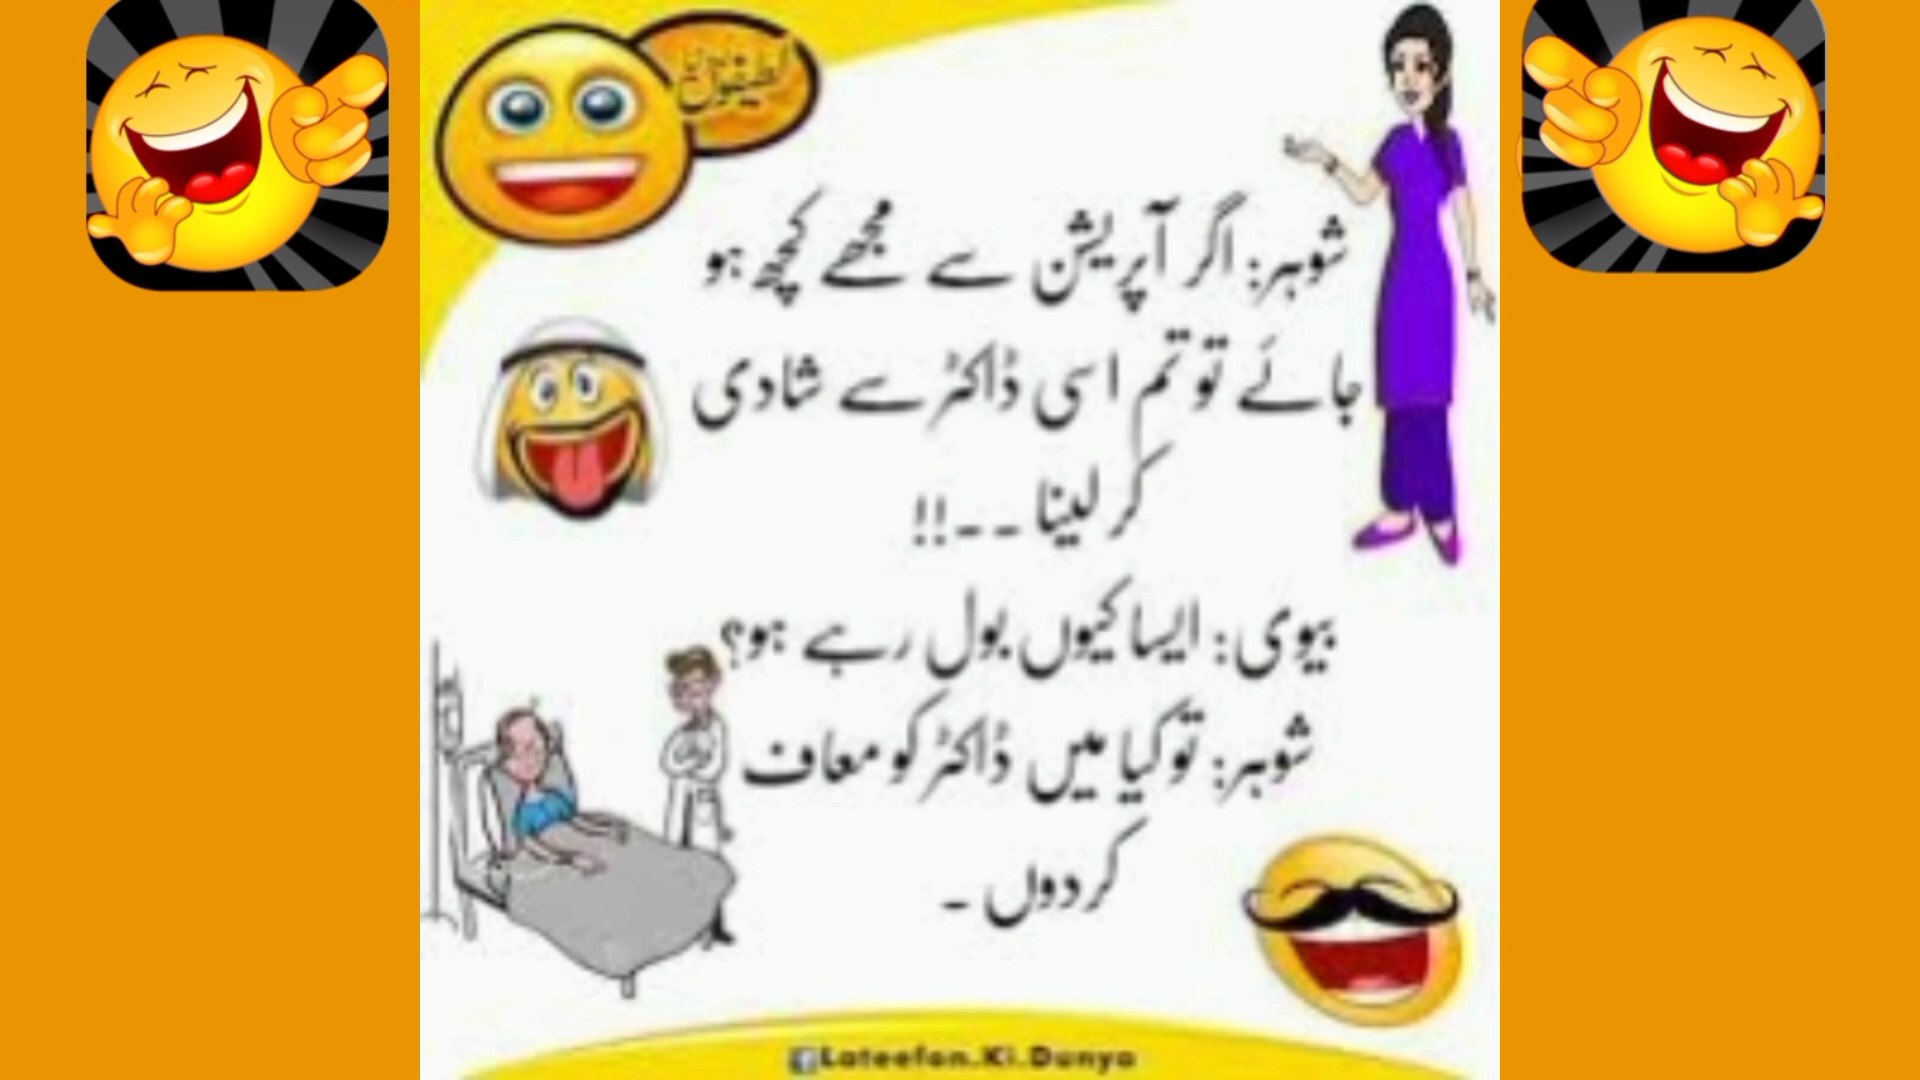 لطیفوں
شوہر: اگر آپریشن سے مجھے کچھ ہو
جائے تو تم اسی ڈاکٹر سے شادی
کر لینا ۔۔۔!!
بیوی: ایسا کیوں بول رہے ہو؟
شوہر: تو کیا میں ڈاکٹر کو معاف
کر دوں ۔
Lateefon.Ki.Dunya